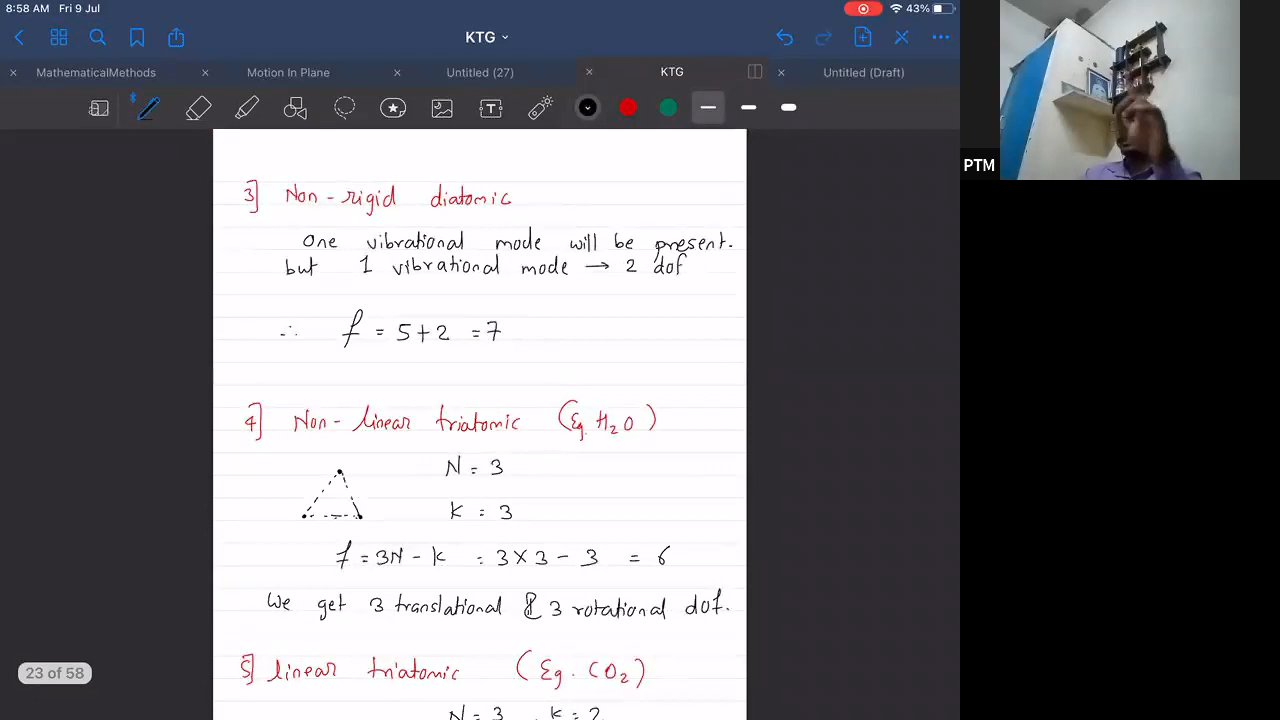 8:58 AM Fri 9 Jul
43%
KTG
MathematicalMethods
Motion In Plane
Untitled (27)
KTG
Untitled (Draft)
PTM
3] Non-rigid diatomic
One vibrational mode will be present.
but 1 vibrational mode → 2 dof
∴ f = 5+2 =7
4] Non-linear triatomic (Eg. H₂O)
N = 3
K = 3
f = 3N - K = 3×3 - 3 = 6
We get 3 translational & 3 rotational dof.
5] linear triatomic (Eg. CO₂)
N = 3, K = 2
23 of 58